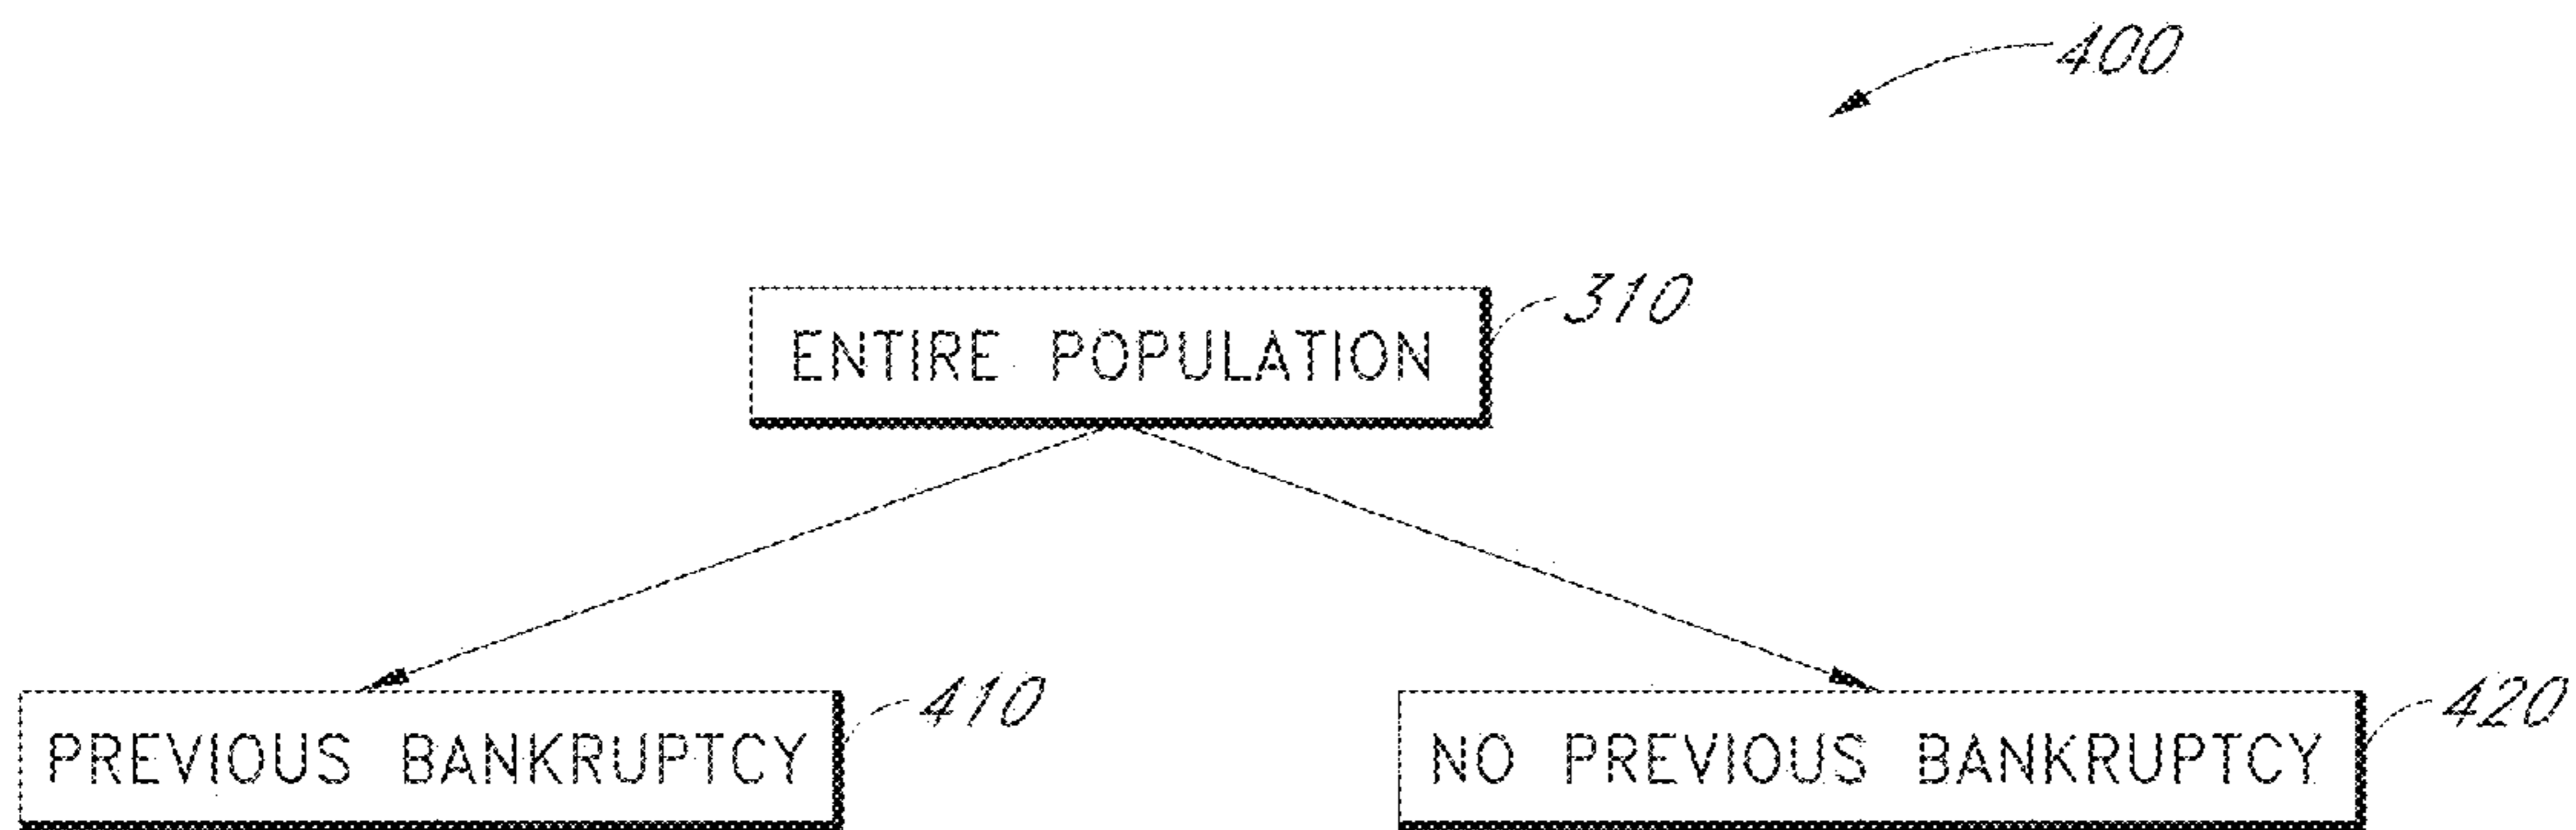 400
ENTIRE POPULATION 310
PREVIOUS BANKRUPTCY 410 NO PREVIOUS BANKRUPTCY 420